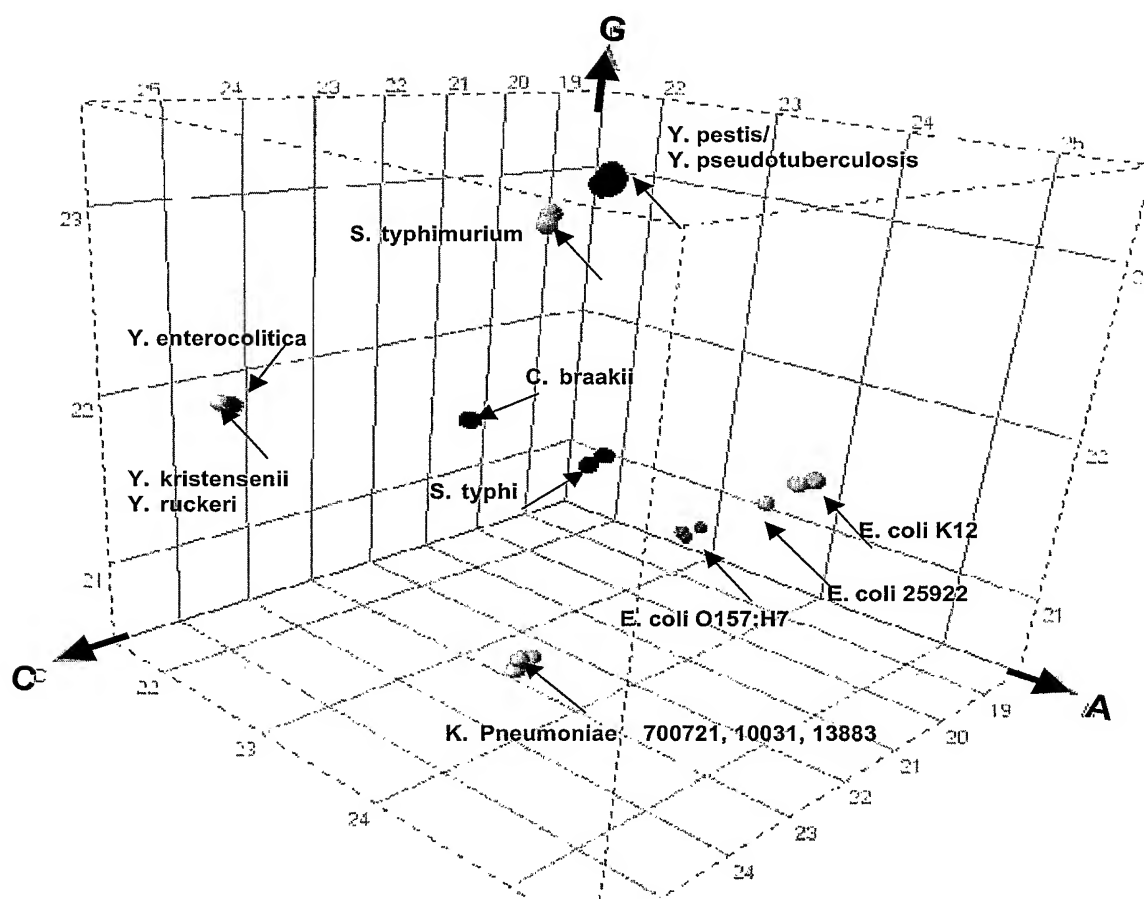 G
25 24 23 22 21 20 19 22 23 24
Y. pestis/
Y. pseudotuberculosis
23
S. typhimurium
Y. enterocolitica
C. braakii
22
22
Y. kristensenii
Y. ruckeri
S. typhi
E. coli K12
21
E. coli 25922
21
E. coli O157:H7
C
22
19
A
20
23
K. Pneumoniae 700721, 10031, 13883
21
22
24
23
24